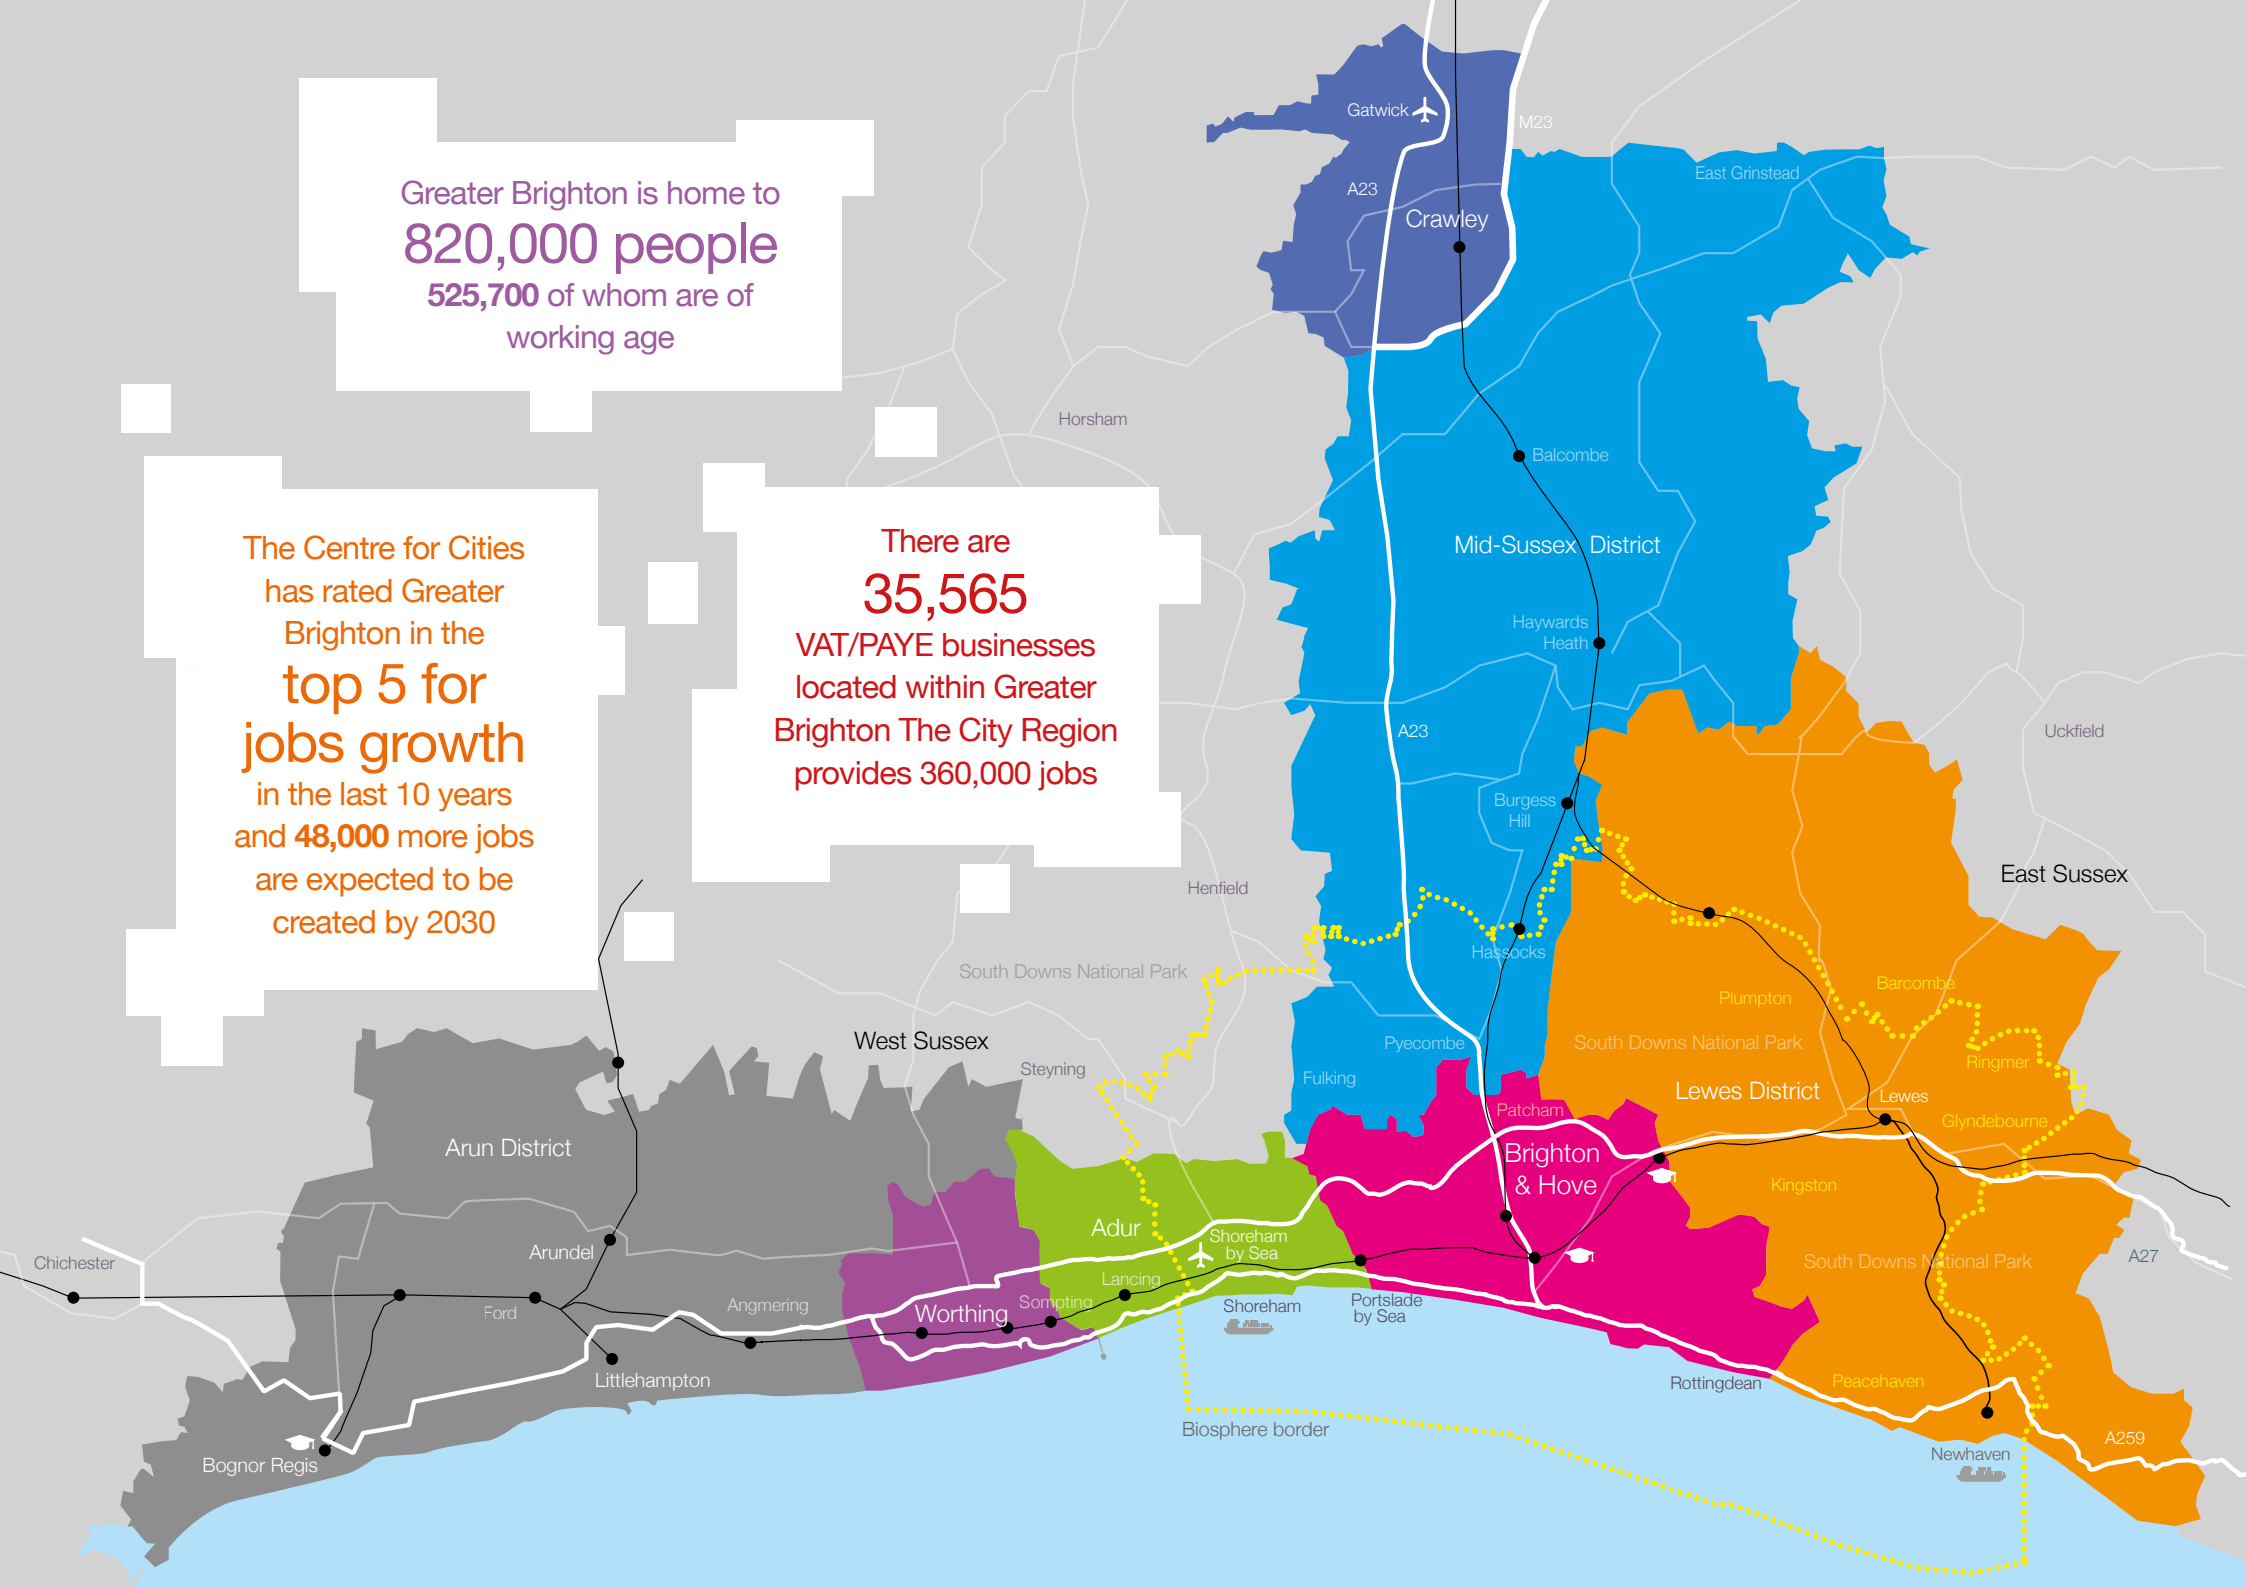 Greater Brighton is home to
820,000 people
525,700 of whom are of
working age
The Centre for Cities
has rated Greater
Brighton in the
top 5 for
jobs growth
in the last 10 years
and 48,000 more jobs
are expected to be
created by 2030
There are
35,565
VAT/PAYE businesses
located within Greater
Brighton The City Region
provides 360,000 jobs
Gatwick
M23
A23
Crawley
East Grinstead
Horsham
Balcombe
Mid-Sussex District
Haywards
Heath
A23
Uckfield
Burgess
Hill
East Sussex
Henfield
Hassocks
South Downs National Park
Barcombe
Plumpton
West Sussex
Pyecombe
South Downs National Park
Steyning
Fulking
Ringmer
Lewes District
Lewes
Patcham
Glyndebourne
Arun District
Brighton
& Hove
Kingston
Adur
Shoreham
by Sea
Arundel
Chichester
South Downs National Park
A27
Lancing
Ford
Angmering
Worthing
Sompting
Shoreham
Portslade
by Sea
Littlehampton
Rottingdean
Peacehaven
Biosphere border
A259
Newhaven
Bognor Regis